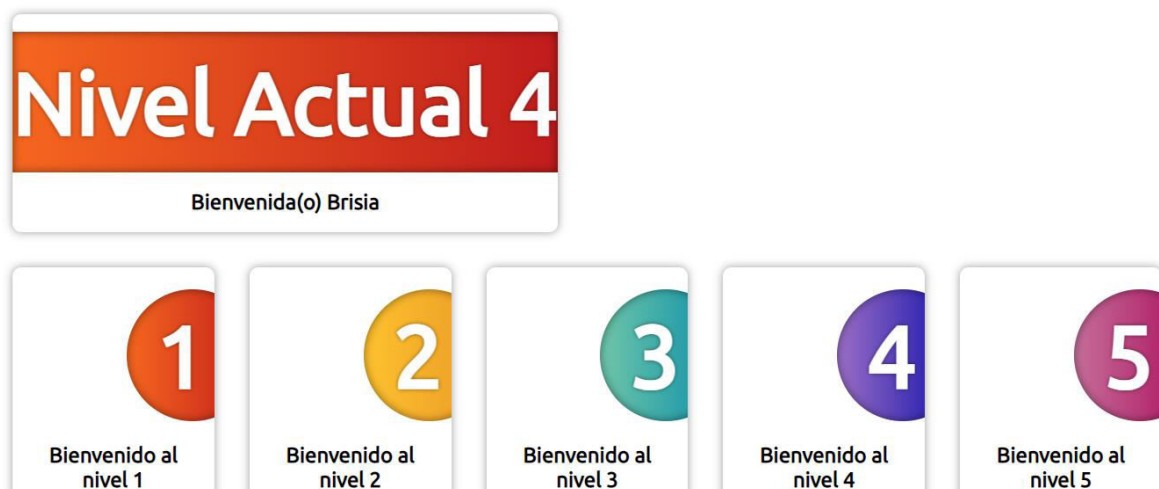 Nivel Actual 4
Bienvenida(o) Brisia
1
2
3
4
5
Bienvenido al
nivel 1
Bienvenido al
nivel 2
Bienvenido al
nivel 3
Bienvenido al
nivel 4
Bienvenido al
nivel 5